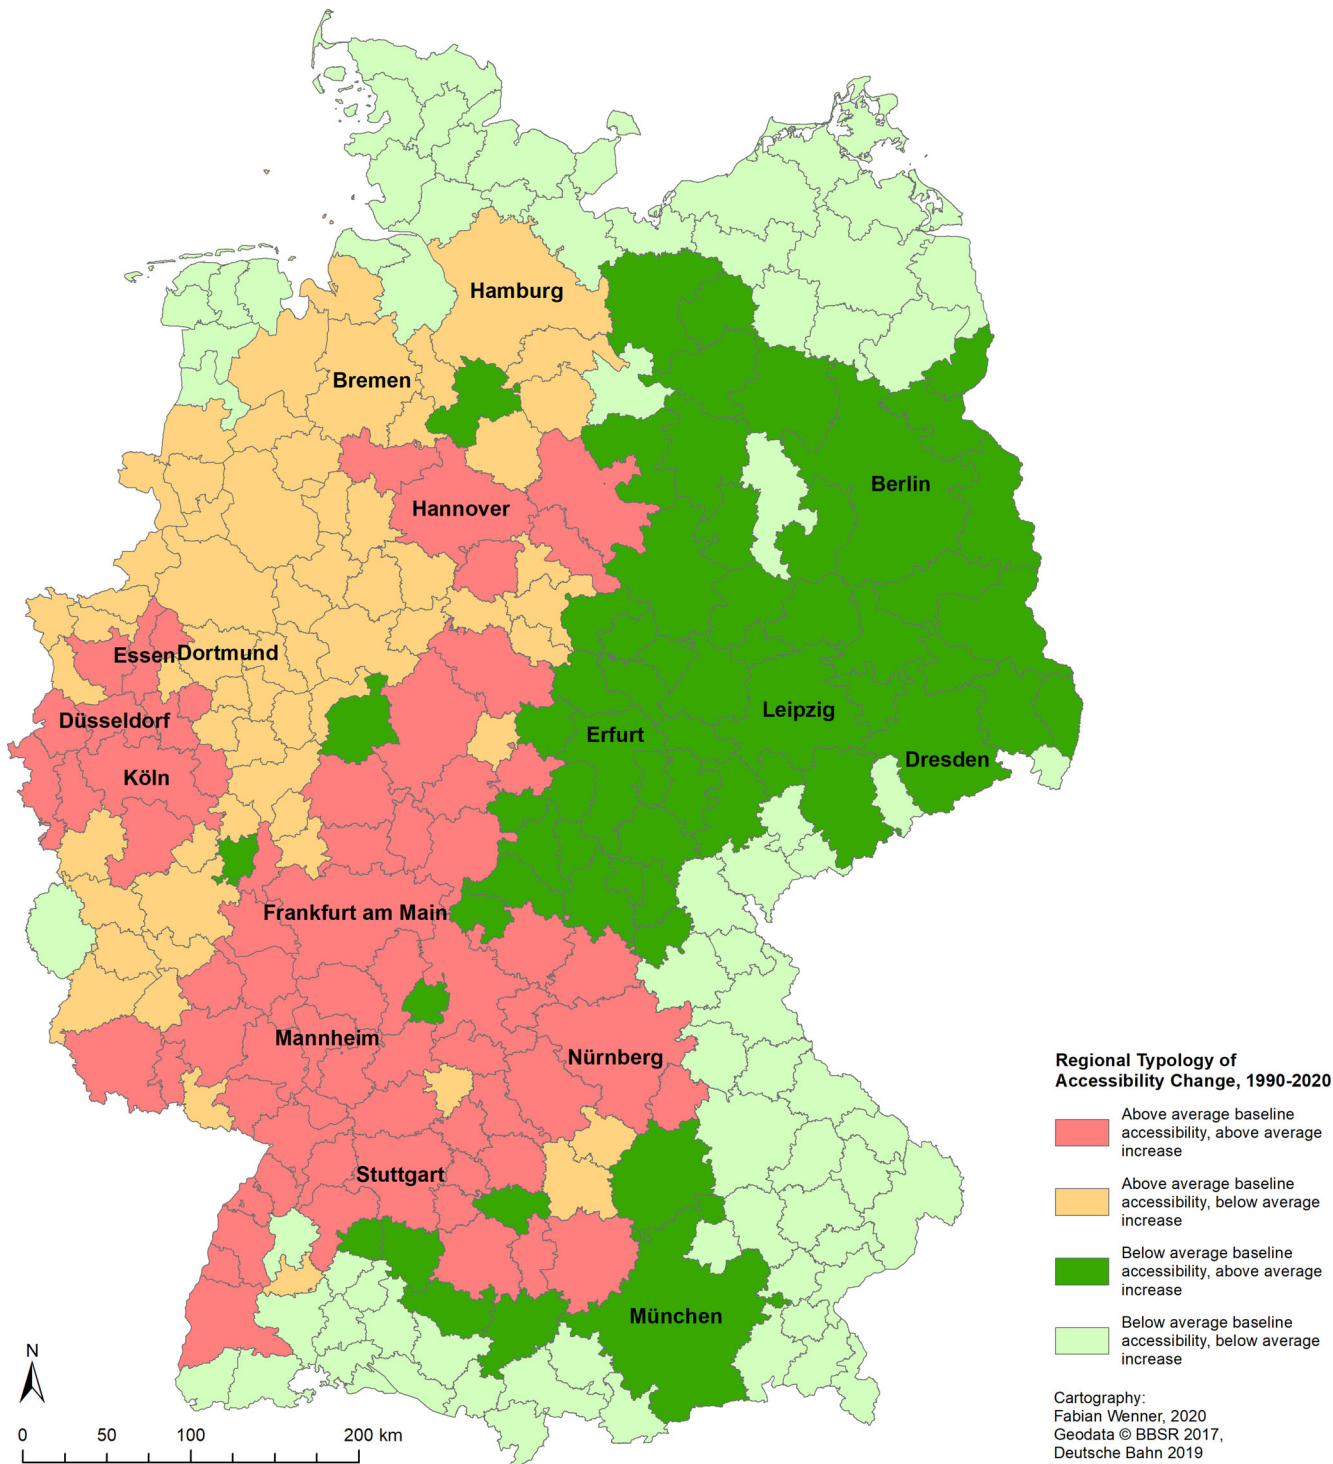 Hamburg
Bremen
Berlin
Hannover
Essen
Dortmund
Düsseldorf
Leipzig
Erfurt
Dresden
Köln
Frankfurt am Main
Mannheim
Nürnberg
Stuttgart
München
Regional Typology of
Accessibility Change, 1990-2020
Above average baseline
accessibility, above average
increase
Above average baseline
accessibility, below average
increase
Below average baseline
accessibility, above average
increase
Below average baseline
accessibility, below average
increase
Cartography:
Fabian Wenner, 2020
Geodata © BBSR 2017,
Deutsche Bahn 2019
N
0 50 100 200 km